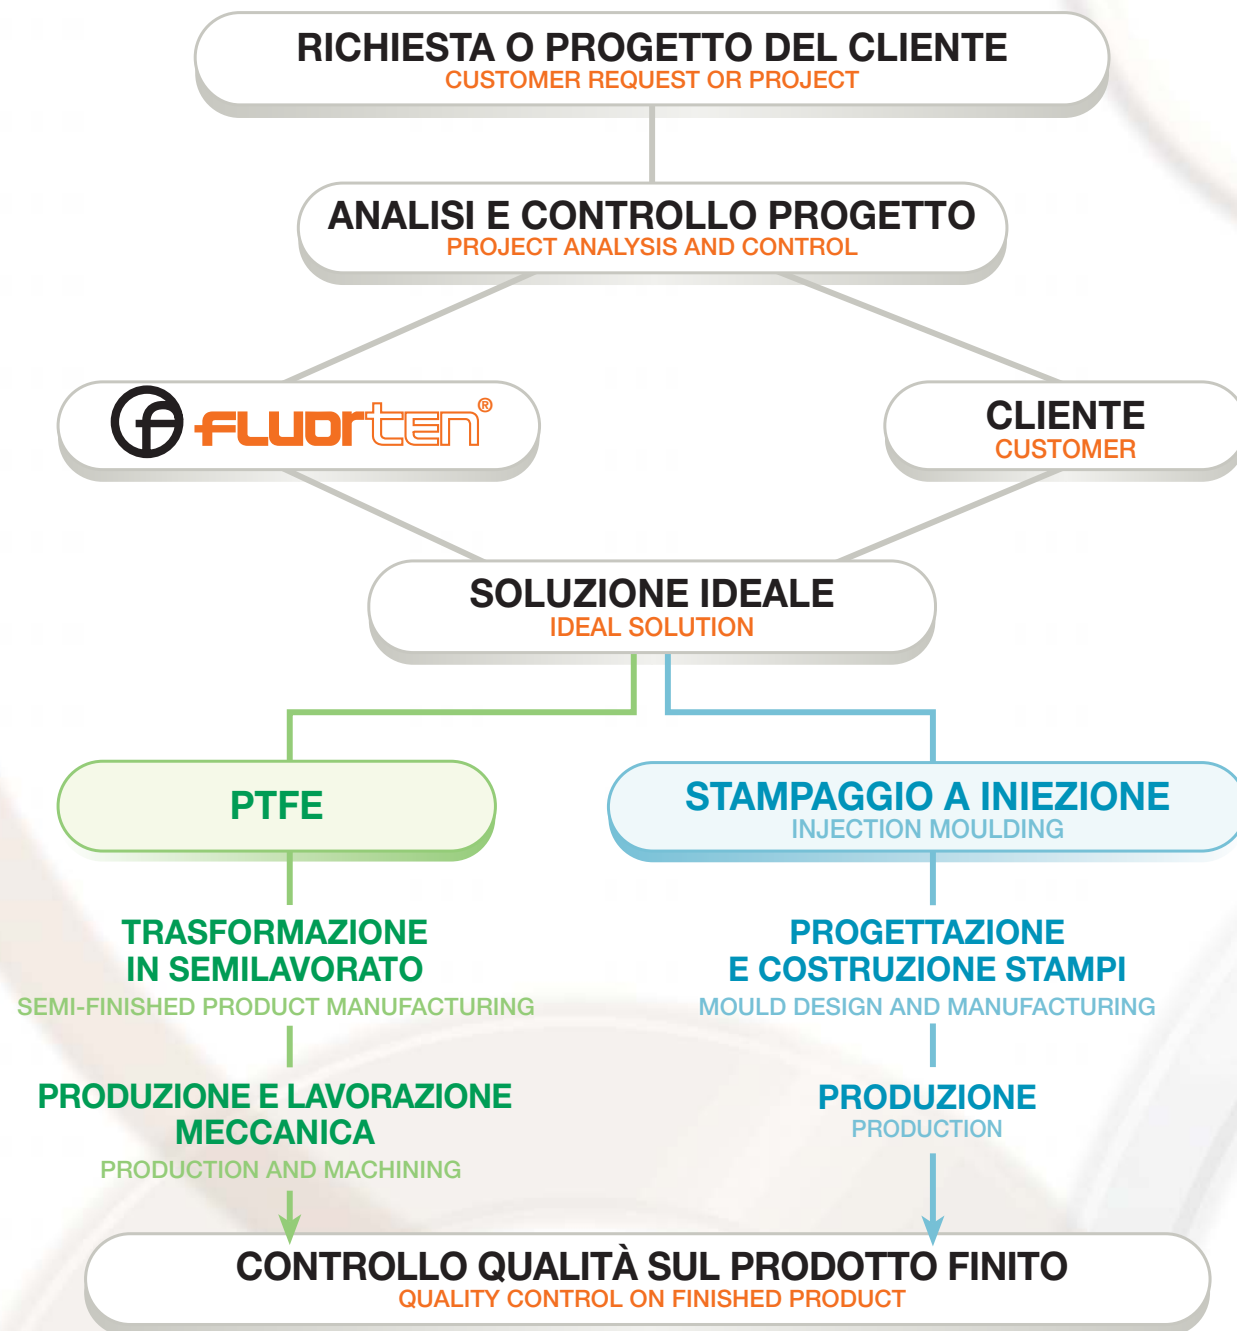 RICHIESTA O PROGETTO DEL CLIENTE
CUSTOMER REQUEST OR PROJECT
ANALISI E CONTROLLO PROGETTO
PROJECT ANALYSIS AND CONTROL
f FLUORTEN®
CLIENTE
CUSTOMER
SOLUZIONE IDEALE
IDEAL SOLUTION
PTFE
STAMPAGGIO A INIEZIONE
INJECTION MOULDING
TRASFORMAZIONE
IN SEMILAVORATO
SEMI-FINISHED PRODUCT MANUFACTURING
PROGETTAZIONE
E COSTRUZIONE STAMPI
MOULD DESIGN AND MANUFACTURING
PRODUZIONE E LAVORAZIONE
MECCANICA
PRODUCTION AND MACHINING
PRODUZIONE
PRODUCTION
CONTROLLO QUALITÀ SUL PRODOTTO FINITO
QUALITY CONTROL ON FINISHED PRODUCT